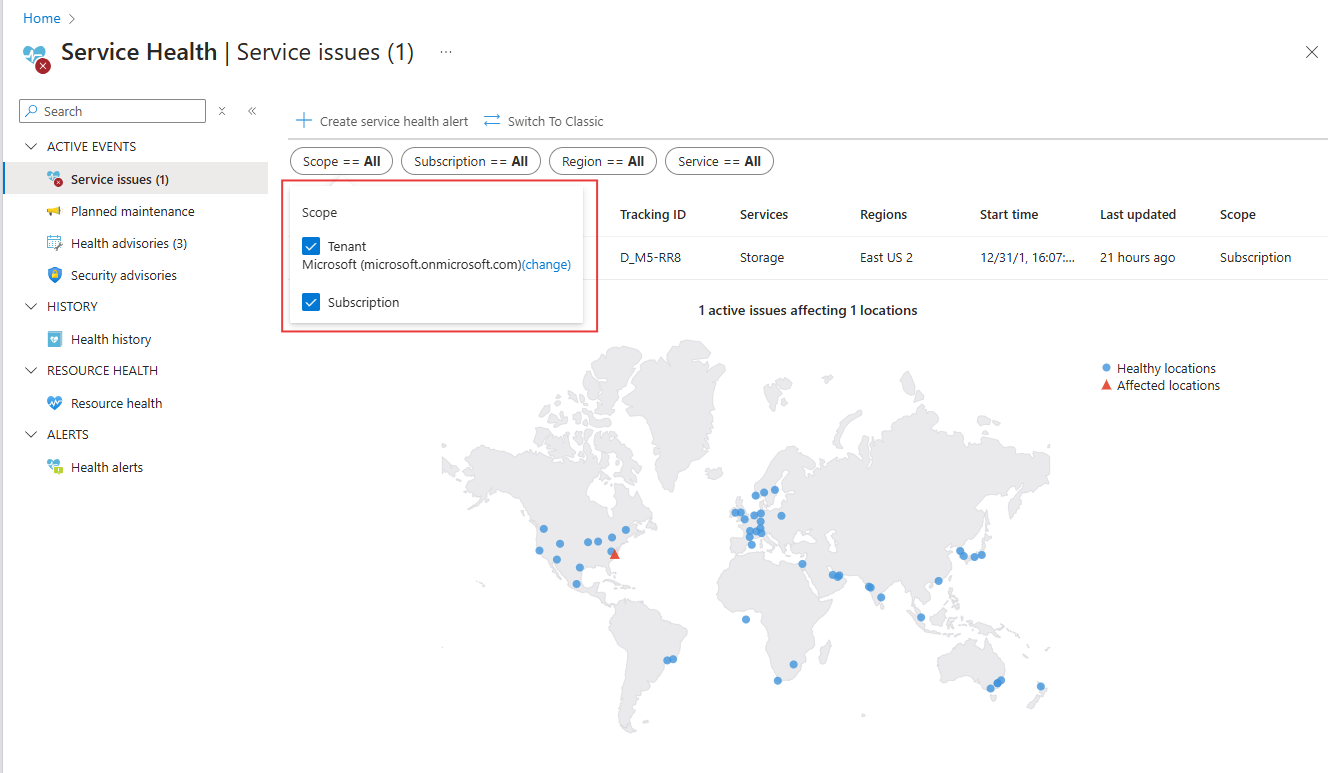 Home
Service Health | Service issues (1) ...
Search
Create service health alert Switch To Classic
ACTIVE EVENTS
Service issues (1)
Planned maintenance
Health advisories (3)
Security advisories
HISTORY
Health history
RESOURCE HEALTH
Resource health
ALERTS
Health alerts
Scope == All Subscription == All Region == All Service == All
Scope
Tenant
Microsoft (microsoft.onmicrosoft.com)(change)
Subscription
Tracking ID Services Regions Start time Last updated Scope
D_M5-RR8 Storage East US 2 12/31/1, 16:07:... 21 hours ago Subscription
1 active issues affecting 1 locations
Healthy locations
Affected locations